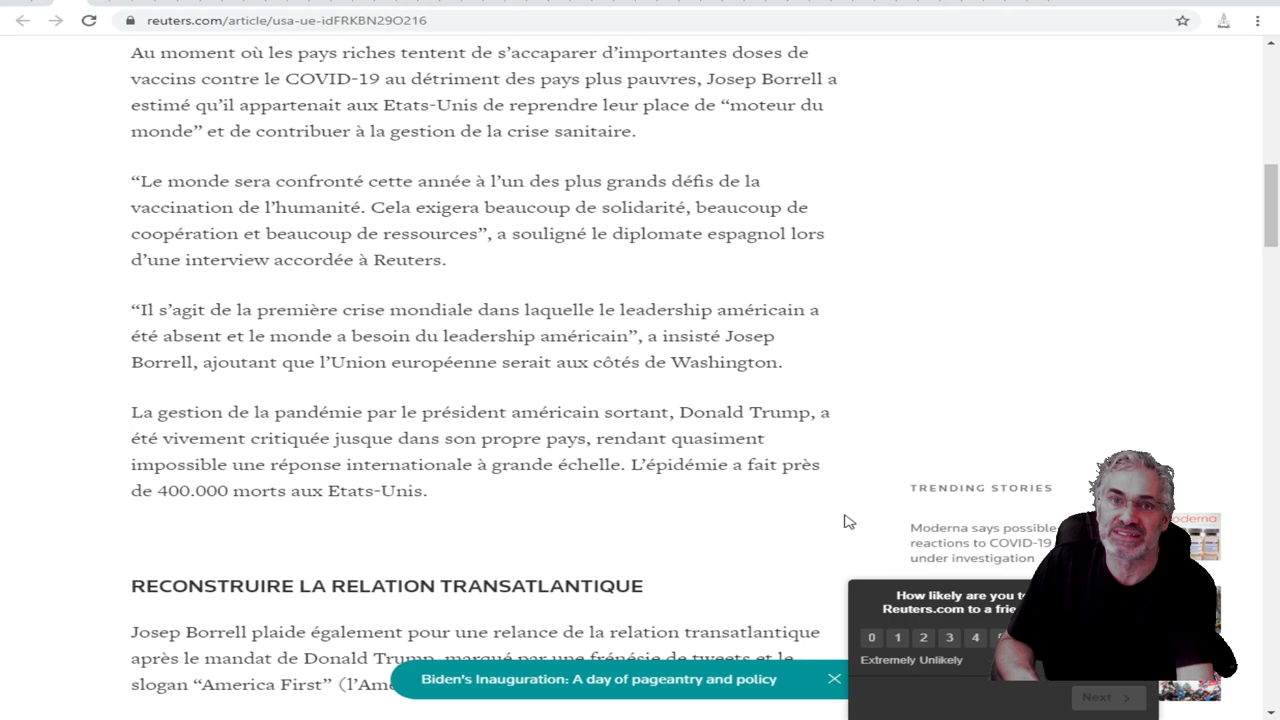 reuters.com/article/usa-ue-idFRKBN29O216
Au moment où les pays riches tentent de s’accaparer d’importantes doses de
vaccins contre le COVID-19 au détriment des pays plus pauvres, Josep Borrell a
estimé qu’il appartenait aux Etats-Unis de reprendre leur place de “moteur du
monde” et de contribuer à la gestion de la crise sanitaire.
“Le monde sera confronté cette année à l’un des plus grands défis de la
vaccination de l’humanité. Cela exigera beaucoup de solidarité, beaucoup de
coopération et beaucoup de ressources”, a souligné le diplomate espagnol lors
d’une interview accordée à Reuters.
“Il s’agit de la première crise mondiale dans laquelle le leadership américain a
été absent et le monde a besoin du leadership américain”, a insisté Josep
Borrell, ajoutant que l’Union européenne serait aux côtés de Washington.
La gestion de la pandémie par le président américain sortant, Donald Trump, a
été vivement critiquée jusque dans son propre pays, rendant quasiment
impossible une réponse internationale à grande échelle. L’épidémie a fait près
de 400.000 morts aux Etats-Unis.
RECONSTRUIRE LA RELATION TRANSATLANTIQUE
Josep Borrell plaide également pour une relance de la relation transatlantique
après le mandat de Donald Trump, marqué par une frénésie de tweets et le
slogan “America First” (l’Am
Biden's Inauguration: A day of pageantry and policy
TRENDING STORIES
Moderna says possible
reactions to COVID-19
under investigation
How likely are you
Reuters.com to a
0 1 2 3 4
Extremely Unlikely
Next >